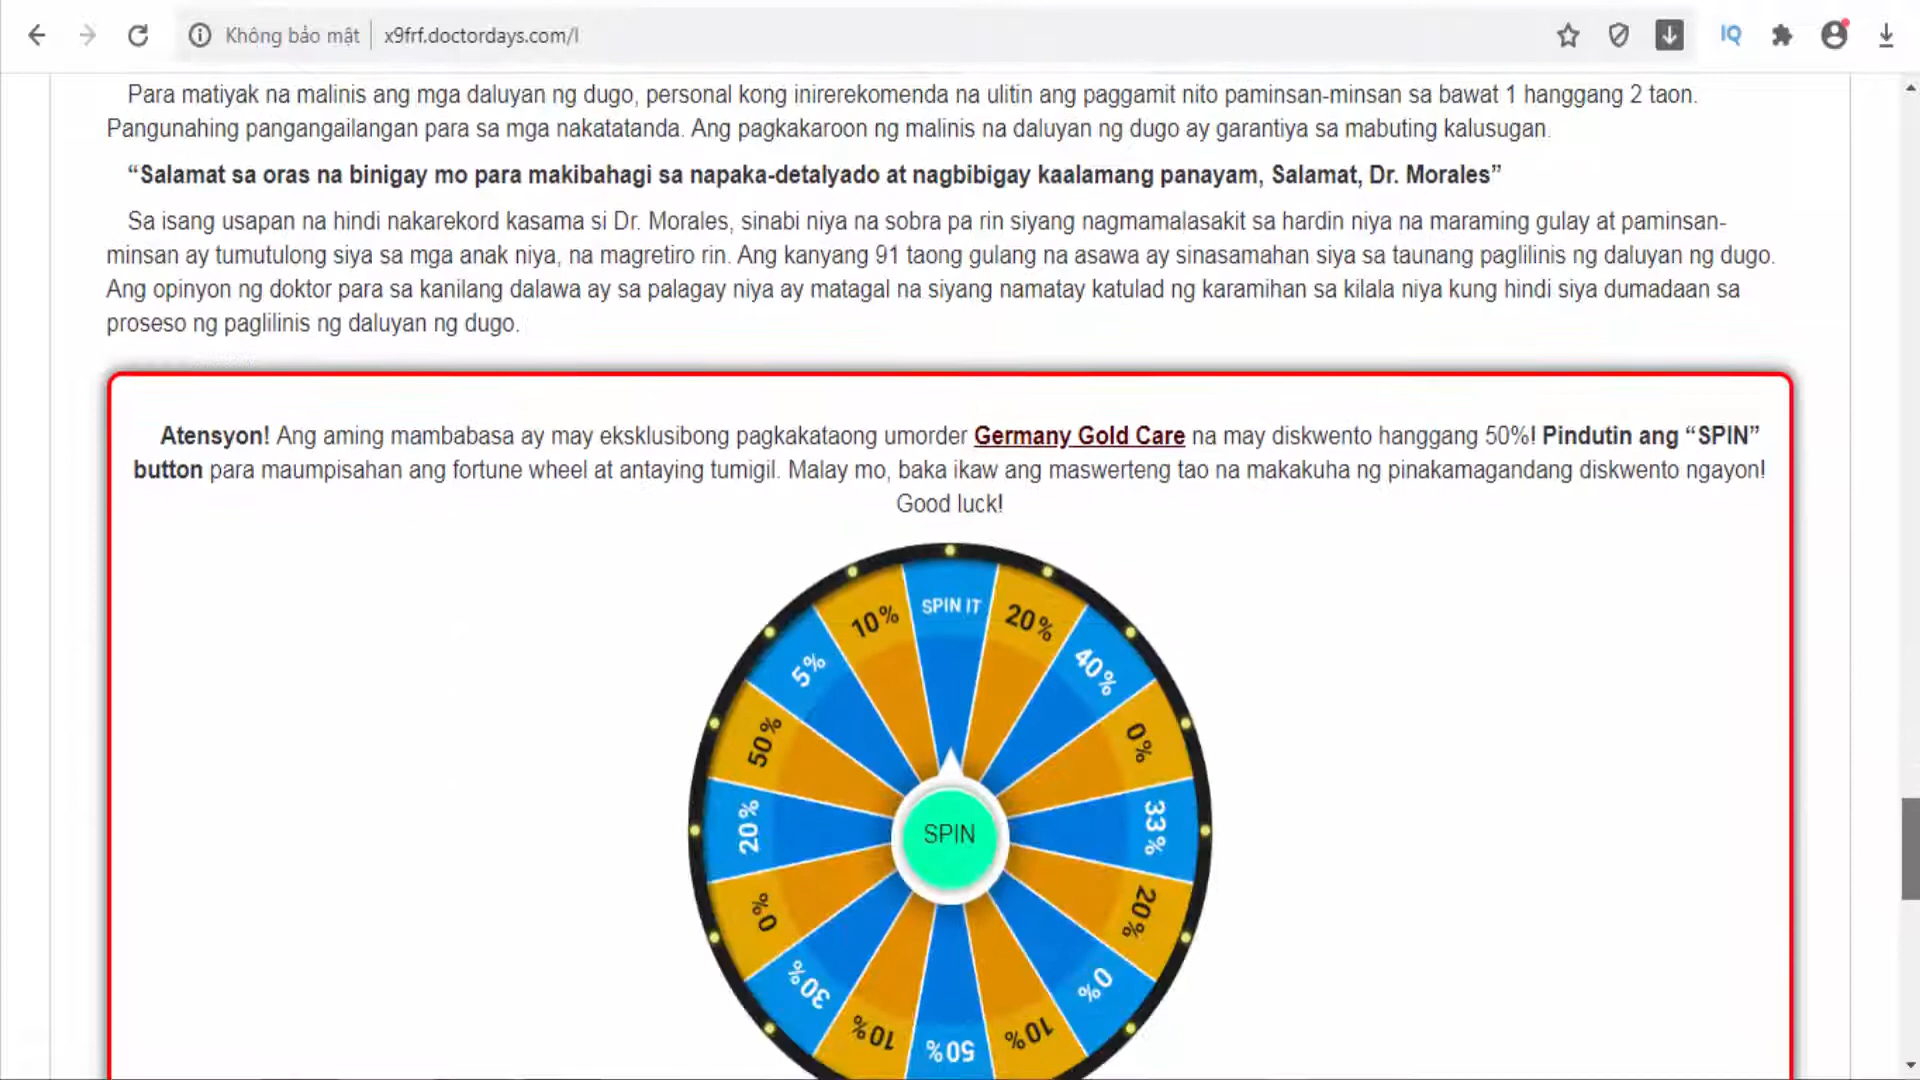 Không bảo mật
x9frf.doctordays.com/l
IQ
Para matiyak na malinis ang mga daluyan ng dugo, personal kong inirerekomenda na ulitin ang paggamit nito paminsan-minsan sa bawat 1 hanggang 2 taon.
Pangunahing pangangailangan para sa mga nakatatanda. Ang pagkakaroon ng malinis na daluyan ng dugo ay garantiya sa mabuting kalusugan.
“Salamat sa oras na binigay mo para makibahagi sa napaka-detalyado at nagbibigay kaalamang panayam, Salamat, Dr. Morales”
Sa isang usapan na hindi nakarekord kasama si Dr. Morales, sinabi niya na sobra pa rin siyang nagmamalasakit sa hardin niya na maraming gulay at paminsan-
minsan ay tumutulong siya sa mga anak niya, na magretiro rin. Ang kanyang 91 taong gulang na asawa ay sinasamahan siya sa taunang paglilinis ng daluyan ng dugo.
Ang opinyon ng doktor para sa kanilang dalawa ay sa palagay niya ay matagal na siyang namatay katulad ng karamihan sa kilala niya kung hindi siya dumadaan sa
proseso ng paglilinis ng daluyan ng dugo.
Atensyon! Ang aming mambabasa ay may eksklusibong pagkakataong umorder Germany Gold Care na may diskwento hanggang 50%! Pindutin ang “SPIN”
button para maumpisahan ang fortune wheel at antaying tumigil. Malay mo, baka ikaw ang maswerteng tao na makakuha ng pinakamagandang diskwento ngayon!
Good luck!
SPIN IT
20%
40%
0%
33%
20%
0%
10%
50%
10%
30%
0%
20%
50%
5%
10%
SPIN